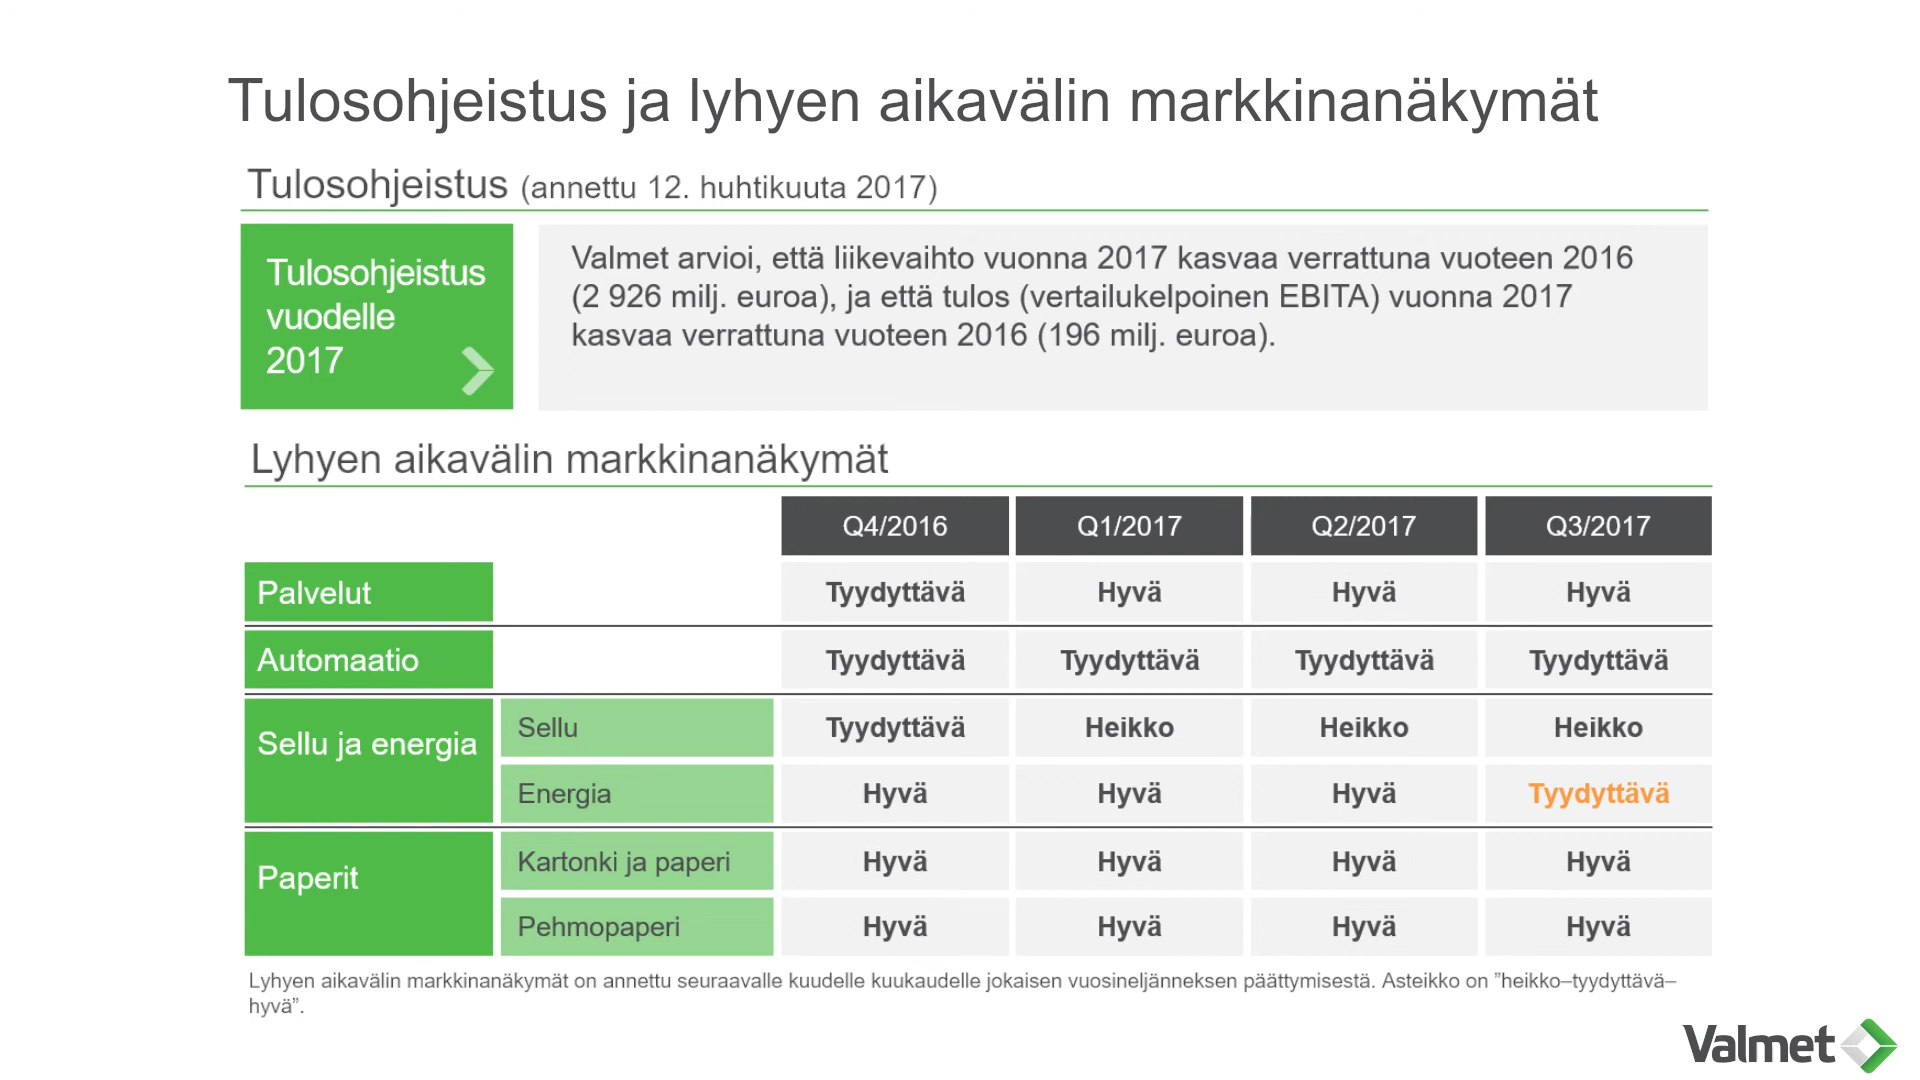 Tulosohjeistus ja lyhyen aikavälin markkinanäkymät
Tulosohjeistus (annettu 12. huhtikuuta 2017)
Tulosohjeistus
vuodelle
2017
Valmet arvioi, että liikevaihto vuonna 2017 kasvaa verrattuna vuoteen 2016
(2 926 milj. euroa), ja että tulos (vertailukelpoinen EBITA) vuonna 2017
kasvaa verrattuna vuoteen 2016 (196 milj. euroa).
Lyhyen aikavälin markkinanäkymät
Q4/2016 Q1/2017 Q2/2017 Q3/2017
Palvelut Tyydyttävä Hyvä Hyvä Hyvä
Automaatio Tyydyttävä Tyydyttävä Tyydyttävä Tyydyttävä
Sellu ja energia Sellu Tyydyttävä Heikko Heikko Heikko
Energia Hyvä Hyvä Hyvä Tyydyttävä
Paperit Kartonki ja paperi Hyvä Hyvä Hyvä Hyvä
Pehmopaperi Hyvä Hyvä Hyvä Hyvä
Lyhyen aikavälin markkinanäkymät on annettu seuraavalle kuudelle kuukaudelle jokaisen vuosineljänneksen päättymisestä. Asteikko on ”heikko–tyydyttävä–
hyvä”.
Valmet